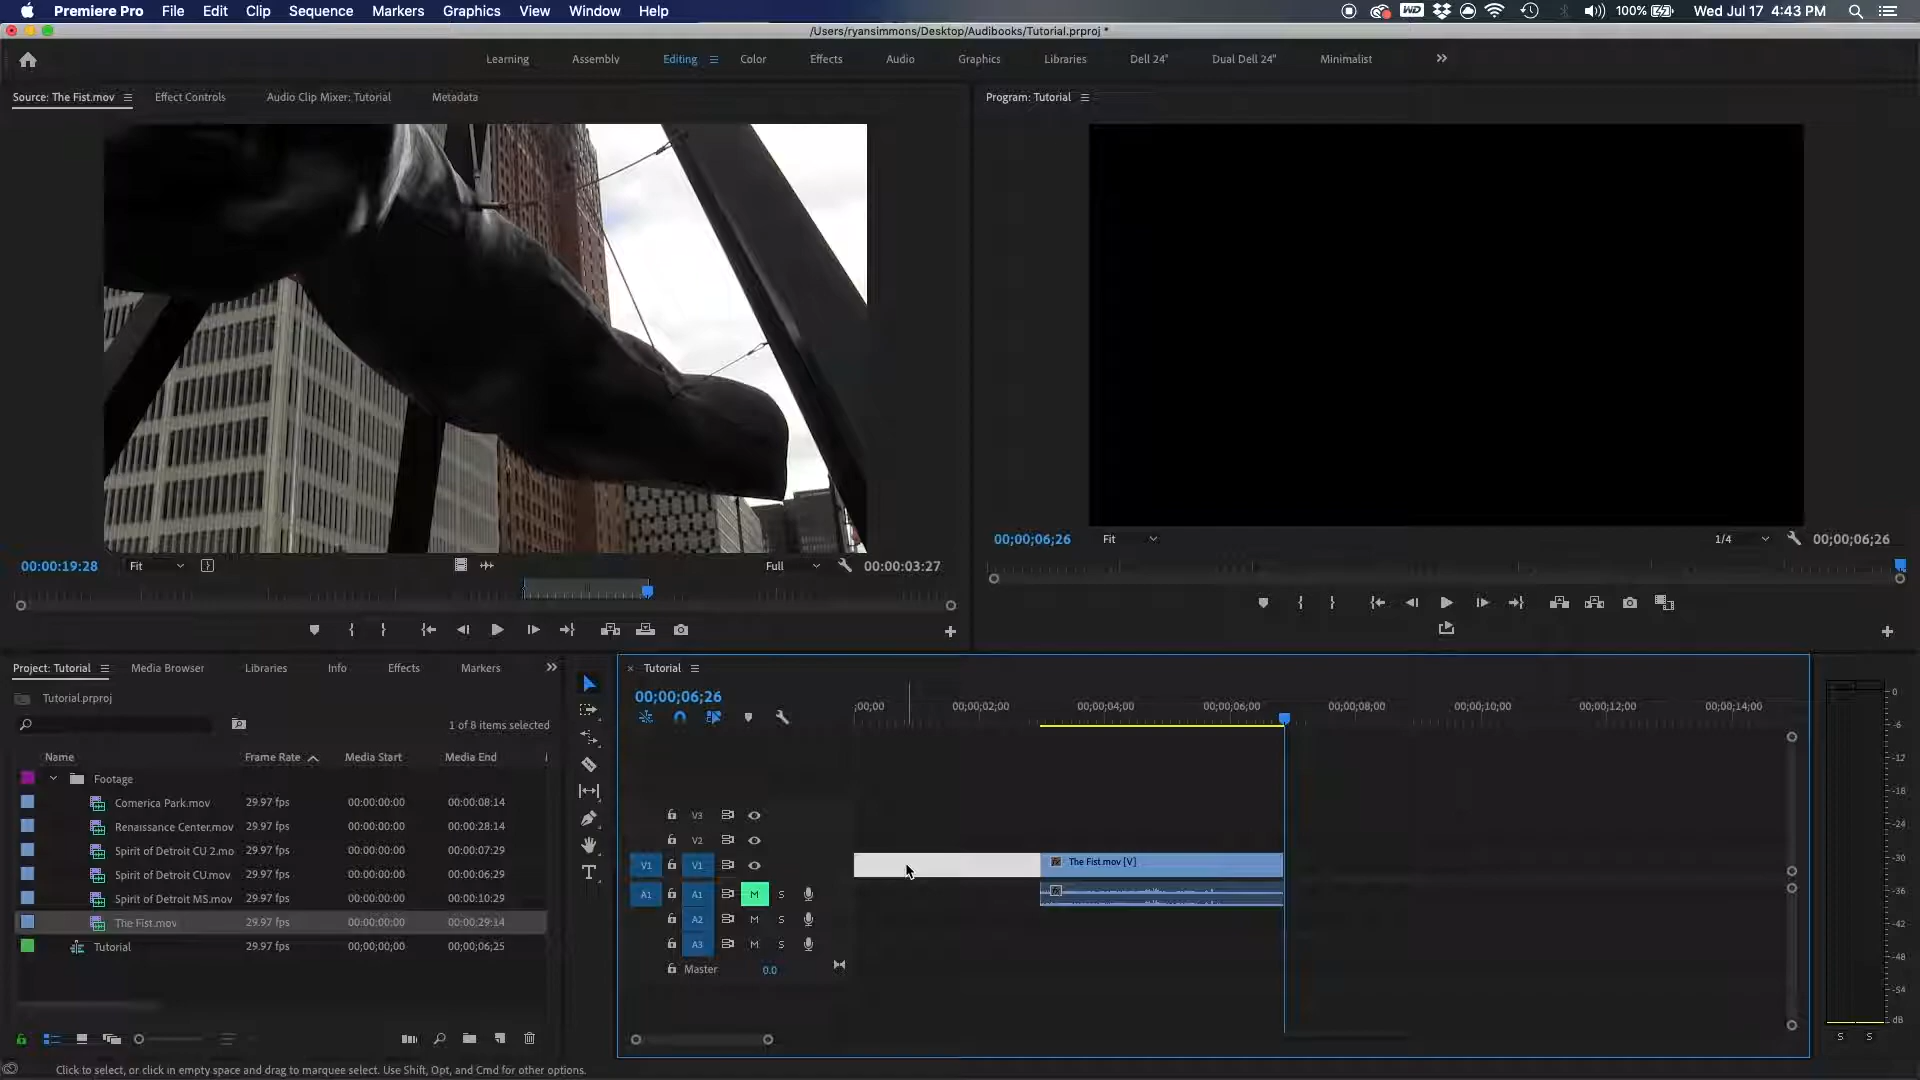 Premiere Pro File Edit Clip Sequence Markers Graphics View Window Help WD 100% Wed Jul 17 4:43 PM
/Users/ryansimmons/Desktop/Audibooks/Tutorial.prproj *
Learning Assembly Editing Color Effects Audio Graphics Libraries Dell 24" Dual Dell 24" Minimalist
Source: The Fist.mov Effect Controls Audio Clip Mixer: Tutorial Metadata
Program: Tutorial
00;00;06;26 Fit 1/4 00;00;06;26
00:00:19:28 Fit Full 00:00:03:27
Project: Tutorial Media Browser Libraries Info Effects Markers
Tutorial.prproj
1 of 8 items selected
Name Frame Rate Media Start Media End
Footage
Comerica Park.mov 29.97 fps 00:00:00:00 00:00:08:14
Renaissance Center.mov 29.97 fps 00:00:00:00 00:00:28:14
Spirit of Detroit CU 2.mo 29.97 fps 00:00:00:00 00:00:07:29
Spirit of Detroit CU.mov 29.97 fps 00:00:00:00 00:00:06:29
Spirit of Detroit MS.mov 29.97 fps 00:00:00:00 00:00:10:29
The Fist.mov 29.97 fps 00:00:00:00 00:00:29:14
Tutorial 29.97 fps 00;00;00;00 00;00;06;25
Tutorial
00;00;06;26
;00;00 00;00;02;00 00;00;04;00 00;00;06;00 00;00;08;00 00;00;10;00 00;00;12;00 00;00;14;00
V3
V2
V1 V1 The Fist.mov [V]
A1 A1 M S
A2 M S
A3 M S
Master 0.0
0
-6
-12
-18
-24
-30
-36
-42
-48
-54
dB
S S
Click to select, or click in empty space and drag to marquee select. Use Shift, Opt, and Cmd for other options.